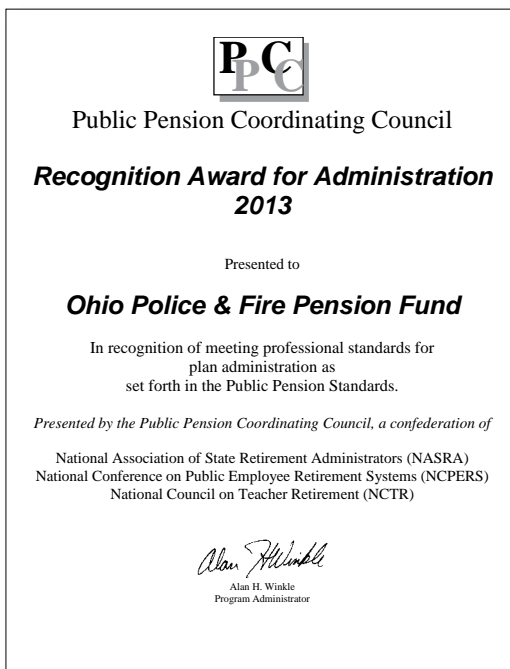 PPCC
Public Pension Coordinating Council
Recognition Award for Administration
2013
Presented to
Ohio Police & Fire Pension Fund
In recognition of meeting professional standards for
plan administration as
set forth in the Public Pension Standards.
Presented by the Public Pension Coordinating Council, a confederation of
National Association of State Retirement Administrators (NASRA)
National Conference on Public Employee Retirement Systems (NCPERS)
National Council on Teacher Retirement (NCTR)
Alan H Winkle
Alan H. Winkle
Program Administrator